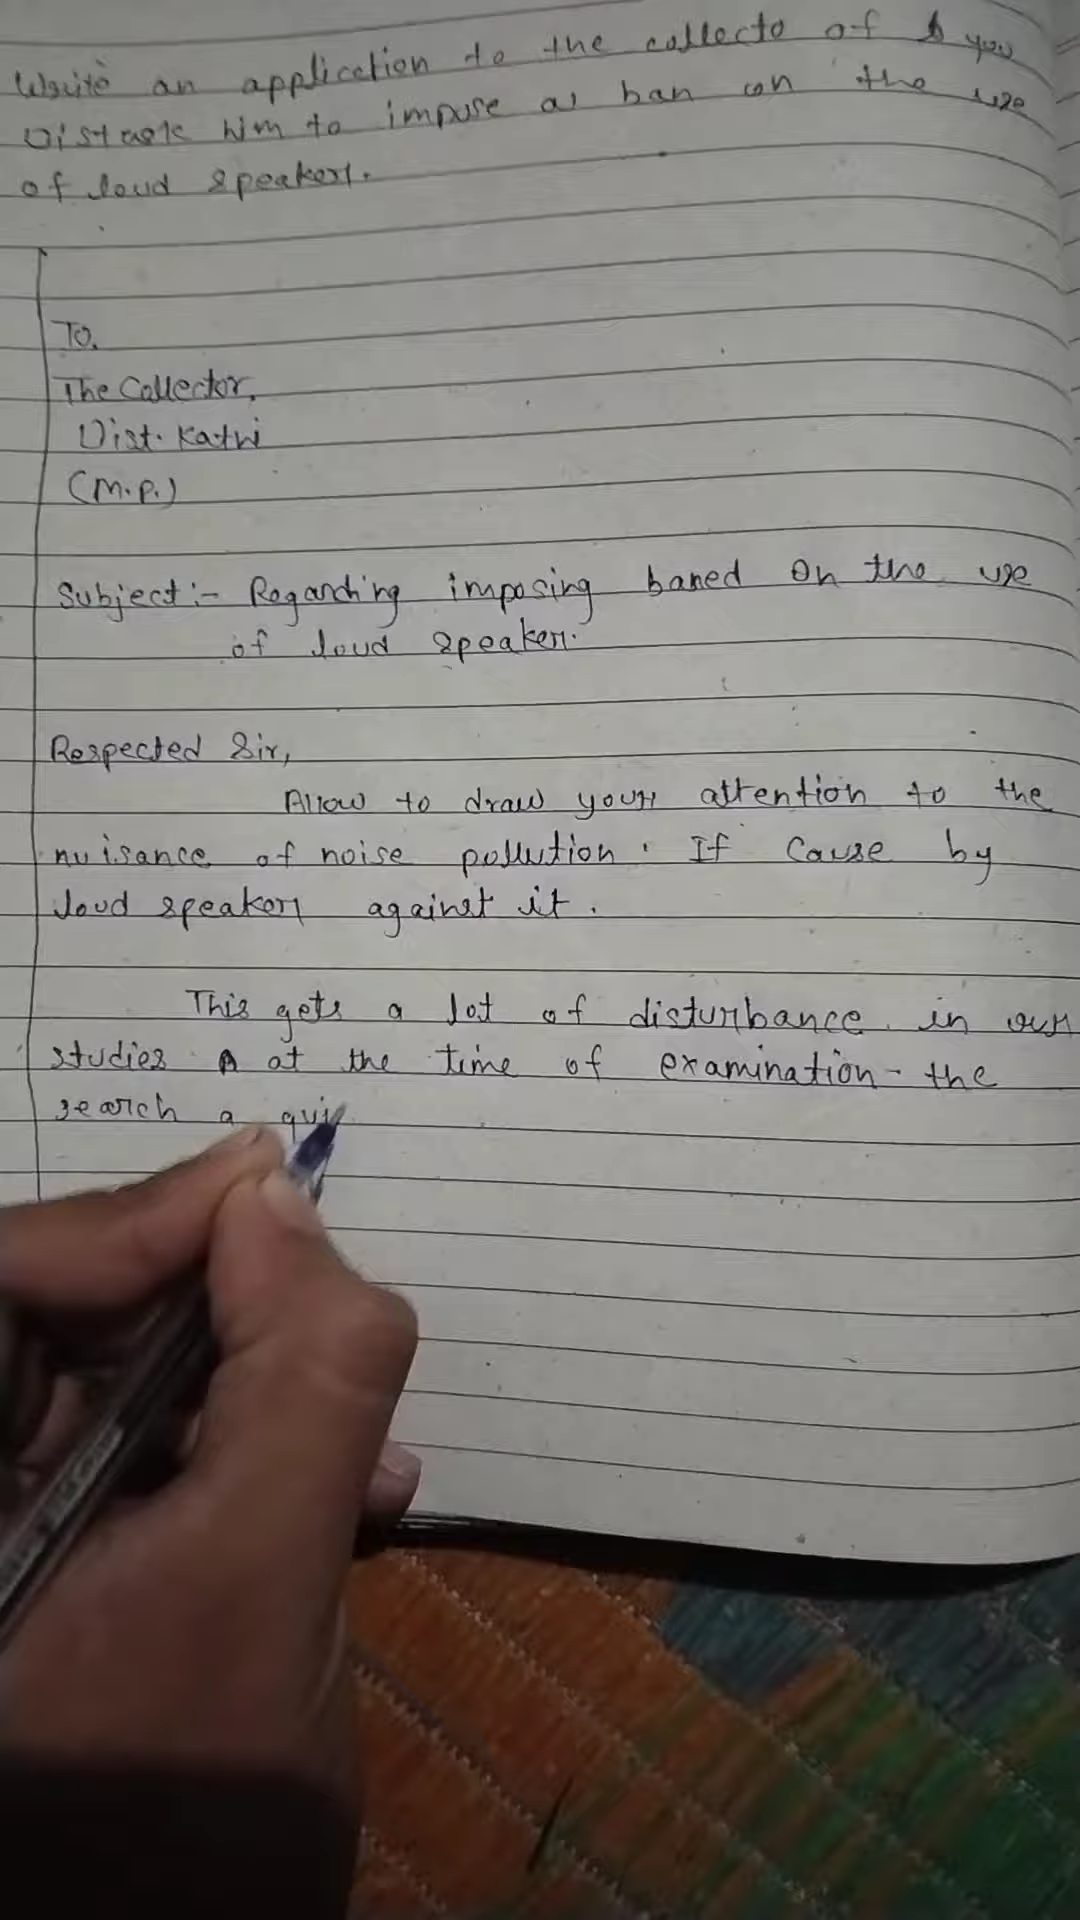 Write an application to the collecto of you
Dist ask him to impose a ban on the use
of loud speaker.
To,
The Collector,
Dist. Katni
(M.P.)
Subject:- Regarding imposing baned on the use
of loud speaker.
Respected Sir,
Allow to draw your attention to the
nuisance of noise pollution. If cause by
loud speaker against it.
This gets a lot of disturbance in our
studies at the time of examination - the
search a qui